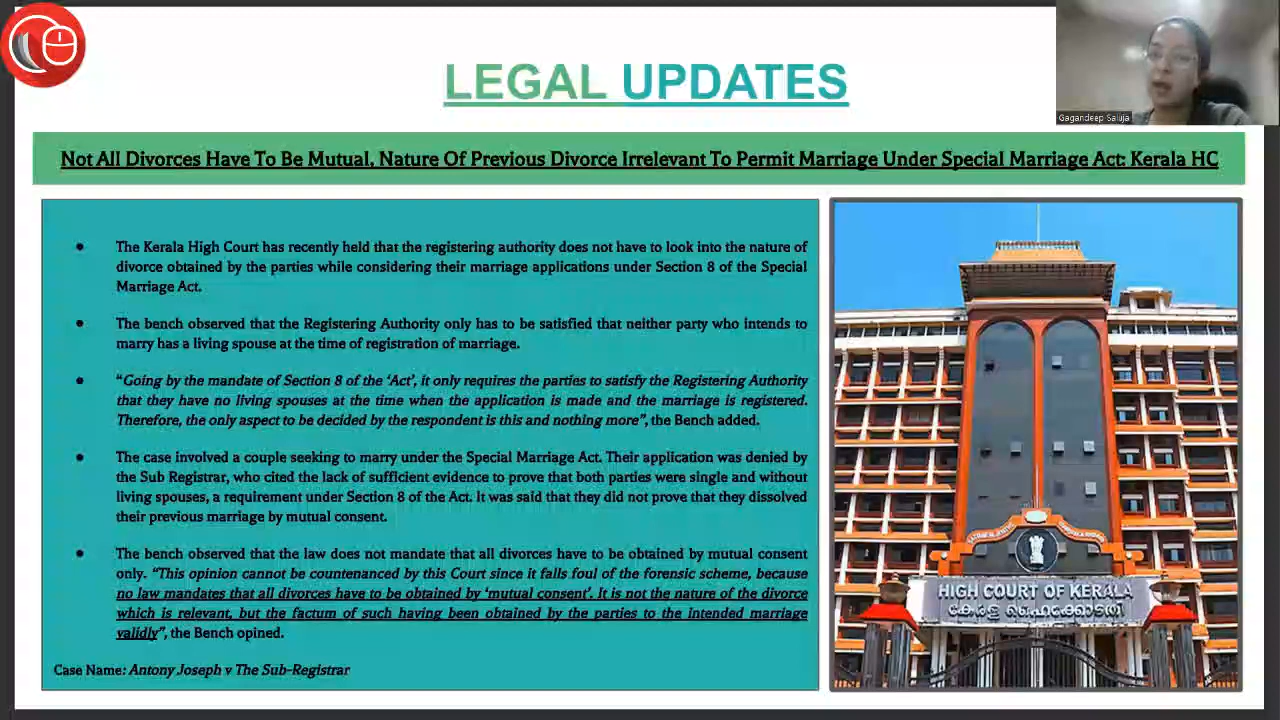 LEGAL UPDATES
Gagandeep Saluja
Not All Divorces Have To Be Mutual, Nature Of Previous Divorce Irrelevant To Permit Marriage Under Special Marriage Act: Kerala HC
● The Kerala High Court has recently held that the registering authority does not have to look into the nature of
divorce obtained by the parties while considering their marriage applications under Section 8 of the Special
Marriage Act.
● The bench observed that the Registering Authority only has to be satisfied that neither party who intends to
marry has a living spouse at the time of registration of marriage.
● “Going by the mandate of Section 8 of the ‘Act’, it only requires the parties to satisfy the Registering Authority
that they have no living spouses at the time when the application is made and the marriage is registered.
Therefore, the only aspect to be decided by the respondent is this and nothing more”, the Bench added.
● The case involved a couple seeking to marry under the Special Marriage Act. Their application was denied by
the Sub Registrar, who cited the lack of sufficient evidence to prove that both parties were single and without
living spouses, a requirement under Section 8 of the Act. It was said that they did not prove that they dissolved
their previous marriage by mutual consent.
● The bench observed that the law does not mandate that all divorces have to be obtained by mutual consent
only. “This opinion cannot be countenanced by this Court since it falls foul of the forensic scheme, because
no law mandates that all divorces have to be obtained by ‘mutual consent’. It is not the nature of the divorce
which is relevant, but the factum of such having been obtained by the parties to the intended marriage
validly”, the Bench opined.
Case Name: Antony Joseph v The Sub-Registrar
HIGH COURT OF KERALA
കേരള ഹൈക്കോടതി